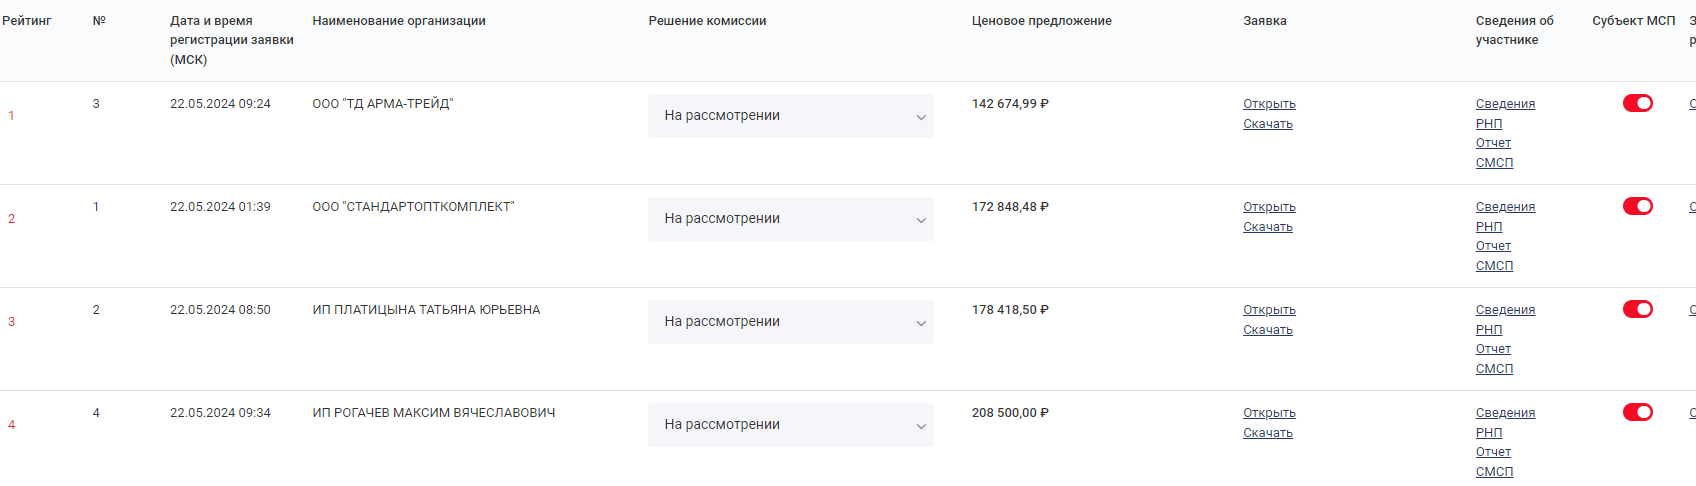 Рейтинг № Дата и время регистрации заявки (МСК) Наименование организации Решение комиссии Ценовое предложение Заявка Сведения об участнике Субъект МСП
1 3 22.05.2024 09:24 ООО "ТД АРМА-ТРЕЙД" На рассмотрении 142 674,99 ₽ Открыть Сведения
Скачать РНП
Отчет
СМСП
2 1 22.05.2024 01:39 ООО "СТАНДАРТОПТКОМПЛЕКТ" На рассмотрении 172 848,48 ₽ Открыть Сведения
Скачать РНП
Отчет
СМСП
3 2 22.05.2024 08:50 ИП ПЛАТИЦЫНА ТАТЬЯНА ЮРЬЕВНА На рассмотрении 178 418,50 ₽ Открыть Сведения
Скачать РНП
Отчет
СМСП
4 4 22.05.2024 09:34 ИП РОГАЧЕВ МАКСИМ ВЯЧЕСЛАВОВИЧ На рассмотрении 208 500,00 ₽ Открыть Сведения
Скачать РНП
Отчет
СМСП